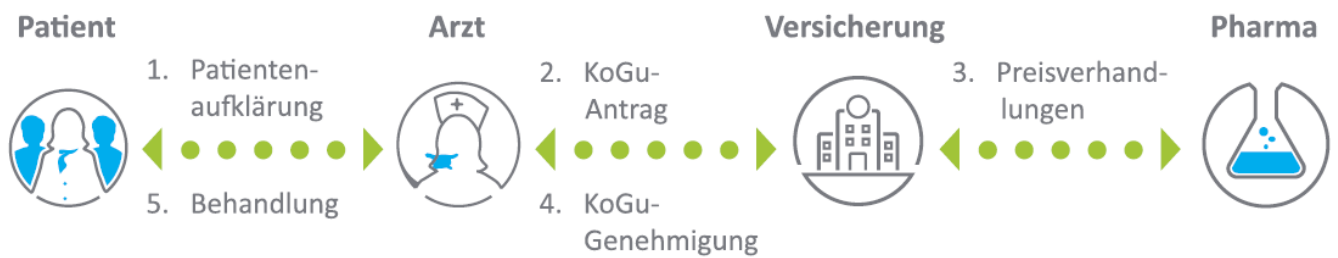 Patient
Arzt
Versicherung
Pharma
1. Patienten-
aufklärung
2. KoGu-
Antrag
3. Preisverhand-
lungen
5. Behandlung
4. KoGu-
Genehmigung